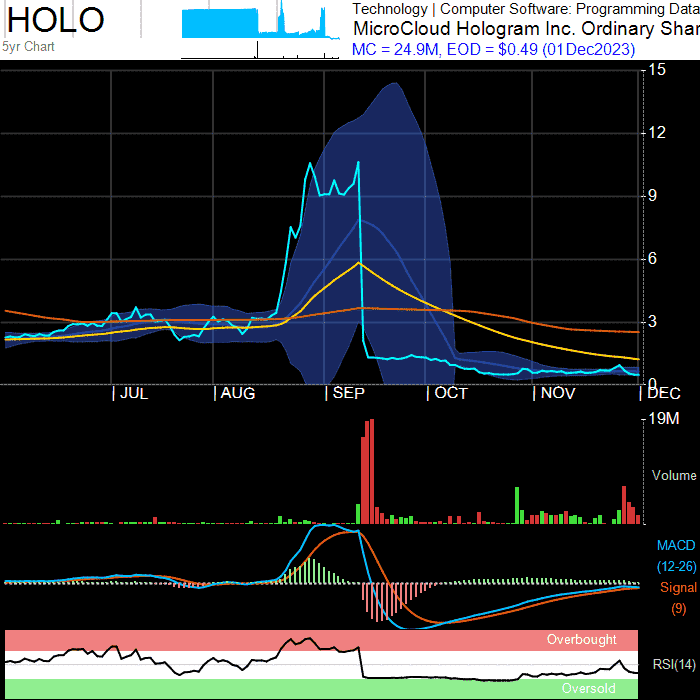 HOLO
5yr Chart
Technology | Computer Software: Programming Data
MicroCloud Hologram Inc. Ordinary Shar
MC = 24.9M, EOD = $0.49 (01Dec2023)
15
12
9
6
3
0
JUL
AUG
SEP
OCT
NOV
DEC
19M
Volume
MACD
(12-26)
Signal
(9)
Overbought
RSI(14)
Oversold